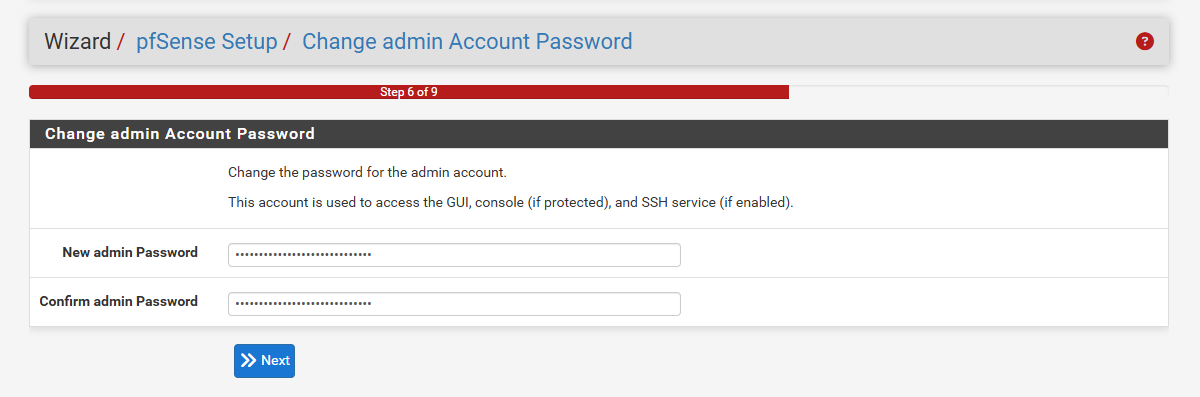 Wizard / pfSense Setup / Change admin Account Password ?
Step 6 of 9
Change admin Account Password
Change the password for the admin account.
This account is used to access the GUI, console (if protected), and SSH service (if enabled).
New admin Password •••••••••••••••••••••••••••••
Confirm admin Password •••••••••••••••••••••••••••••
Next